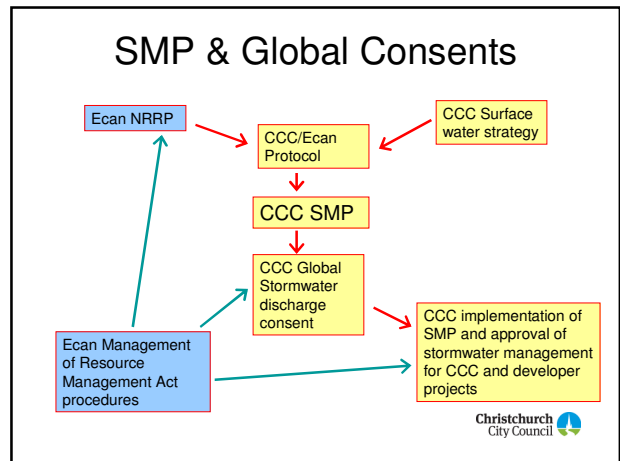 SMP & Global Consents
Ecan NRRP
CCC/Ecan
Protocol
CCC Surface
water strategy
CCC SMP
CCC Global
Stormwater
discharge
consent
Ecan Management
of Resource
Management Act
procedures
CCC implementation of
SMP and approval of
stormwater management
for CCC and developer
projects
Christchurch
City Council